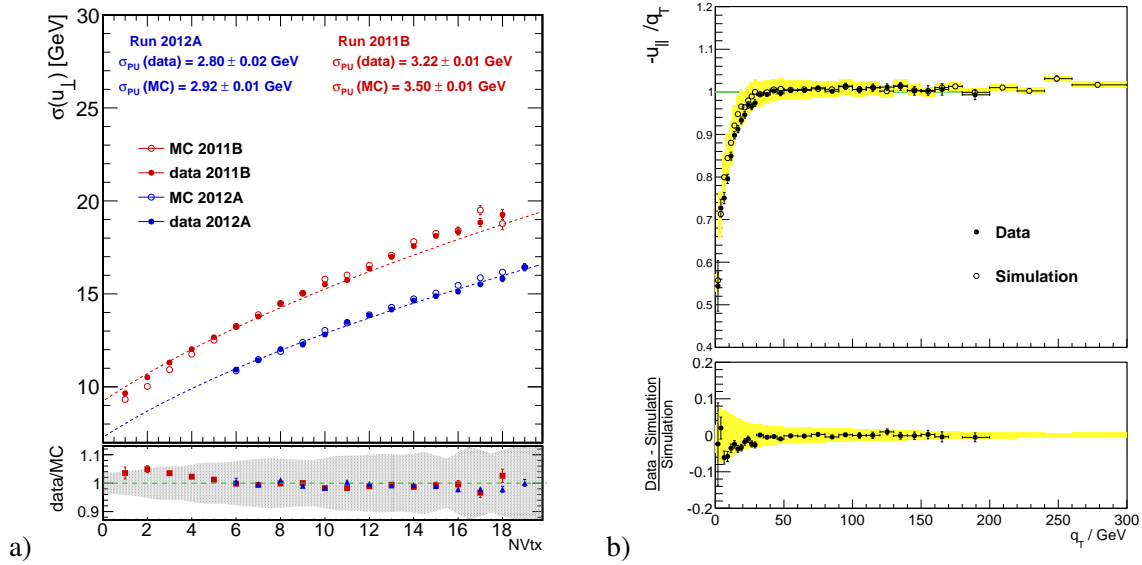 30
25
20
15
10
σ(u⊥) [GeV]
Run 2012A
σPU (data) = 2.80 ± 0.02 GeV
σPU (MC) = 2.92 ± 0.01 GeV
Run 2011B
σPU (data) = 3.22 ± 0.01 GeV
σPU (MC) = 3.50 ± 0.01 GeV
MC 2011B
data 2011B
MC 2012A
data 2012A
data/MC
1.1
1
0.9
0 2 4 6 8 10 12 14 16 18
NVtx
a)
-u|| /qT
1.2
1.1
1.0
0.9
0.8
0.7
0.6
0.5
0.4
Data
Simulation
Data - Simulation
Simulation
0.2
0.1
0
-0.1
-0.2
0 50 100 150 200 250 300
qT / GeV
b)